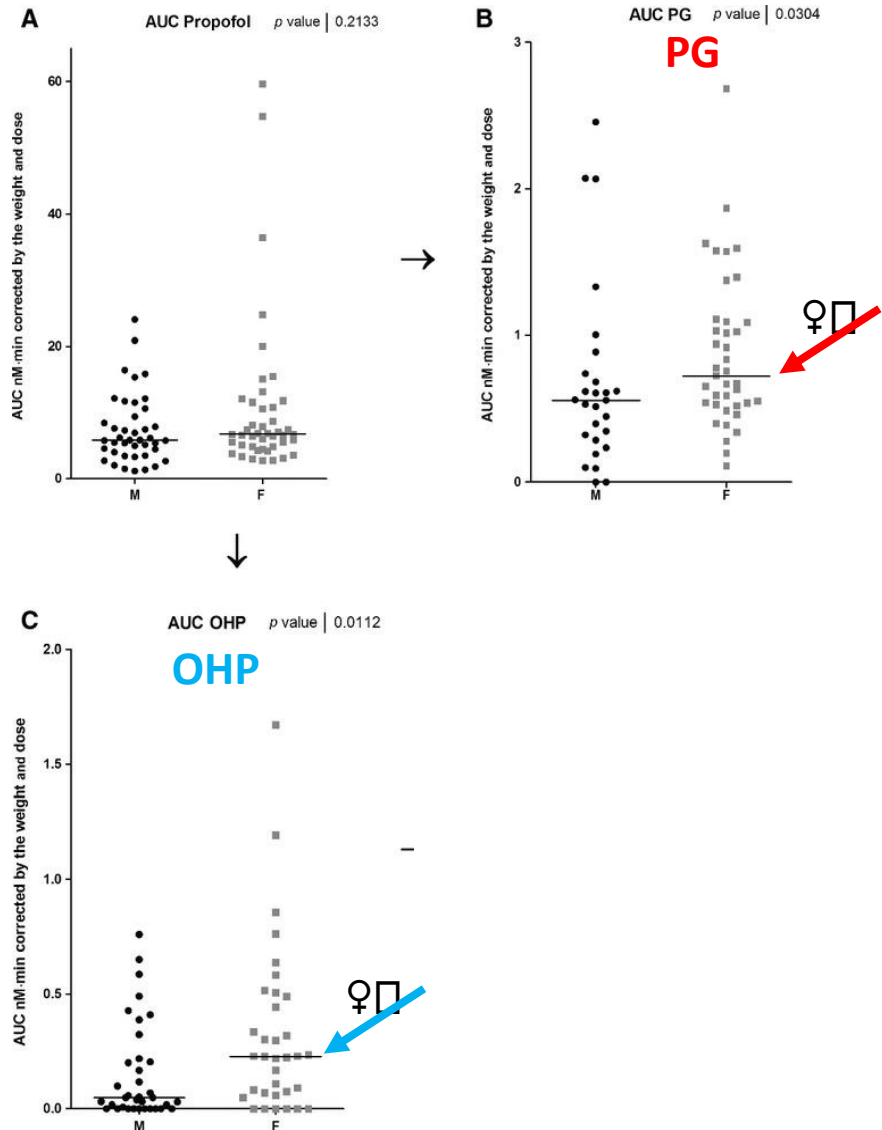 A AUC Propofol p value | 0.2133
AUC nM·min corrected by the weight and dose
60
40
20
0
M F
→
B AUC PG p value | 0.0304
PG
AUC nM·min corrected by the weight and dose
3
2
1
0
M F
♀
↓
C AUC OHP p value | 0.0112
OHP
AUC nM·min corrected by the weight and dose
2.0
1.5
1.0
0.5
0.0
M F
♀
–